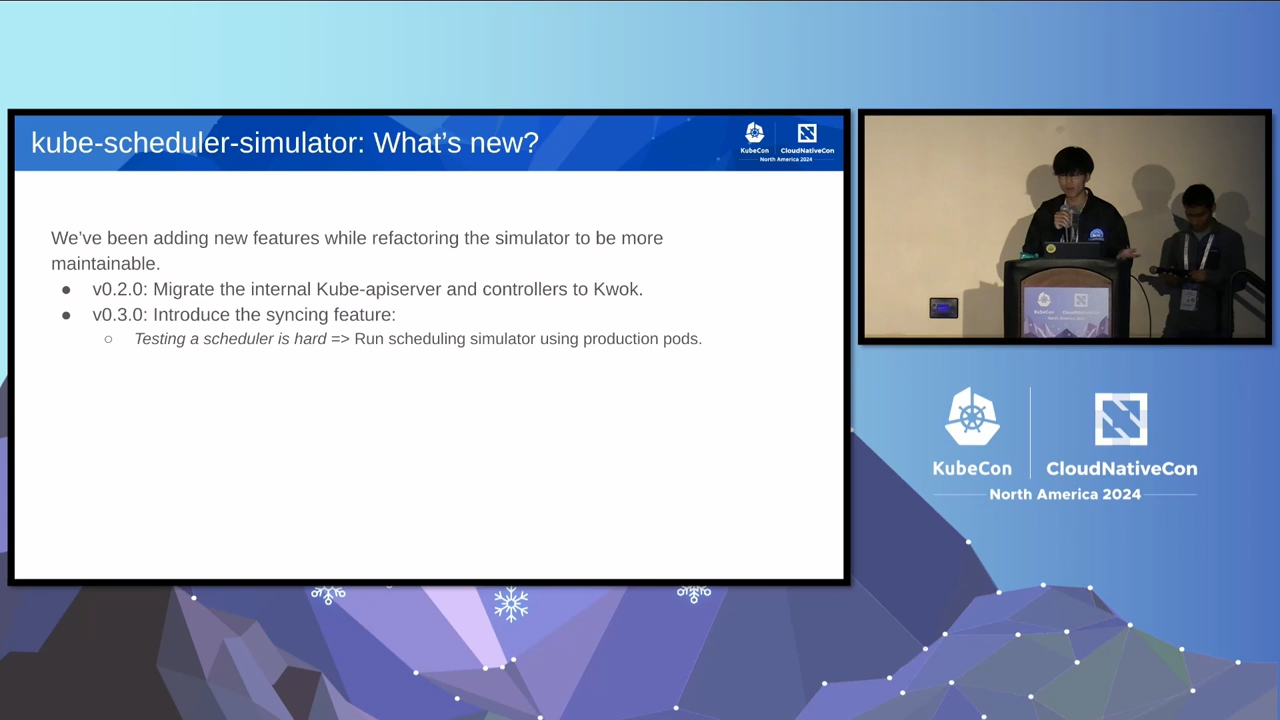 kube-scheduler-simulator: What's new?
KubeCon
CloudNativeCon
North America 2024
We've been adding new features while refactoring the simulator to be more
maintainable.
● v0.2.0: Migrate the internal Kube-apiserver and controllers to Kwok.
● v0.3.0: Introduce the syncing feature:
○ Testing a scheduler is hard => Run scheduling simulator using production pods.
KubeCon
CloudNativeCon
North America 2024